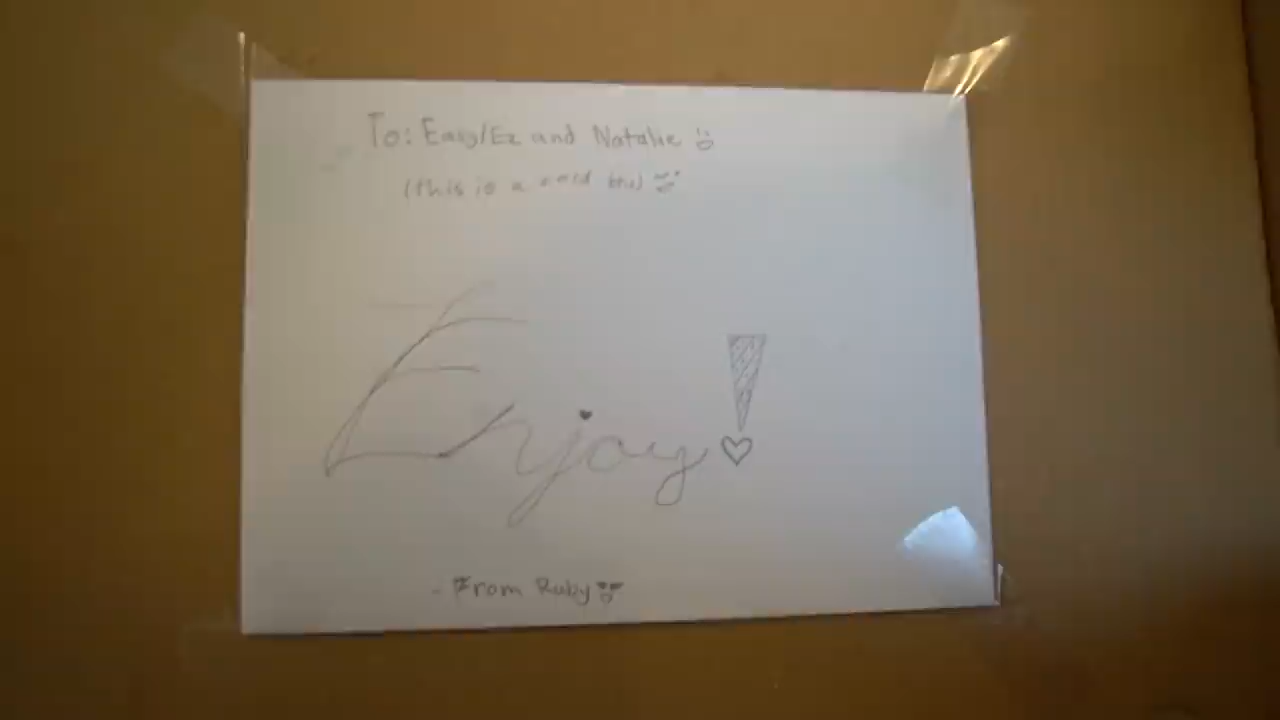 To: Easy/Ez and Natalie
(this is a card btw)
Enjoy!
- From Ruby